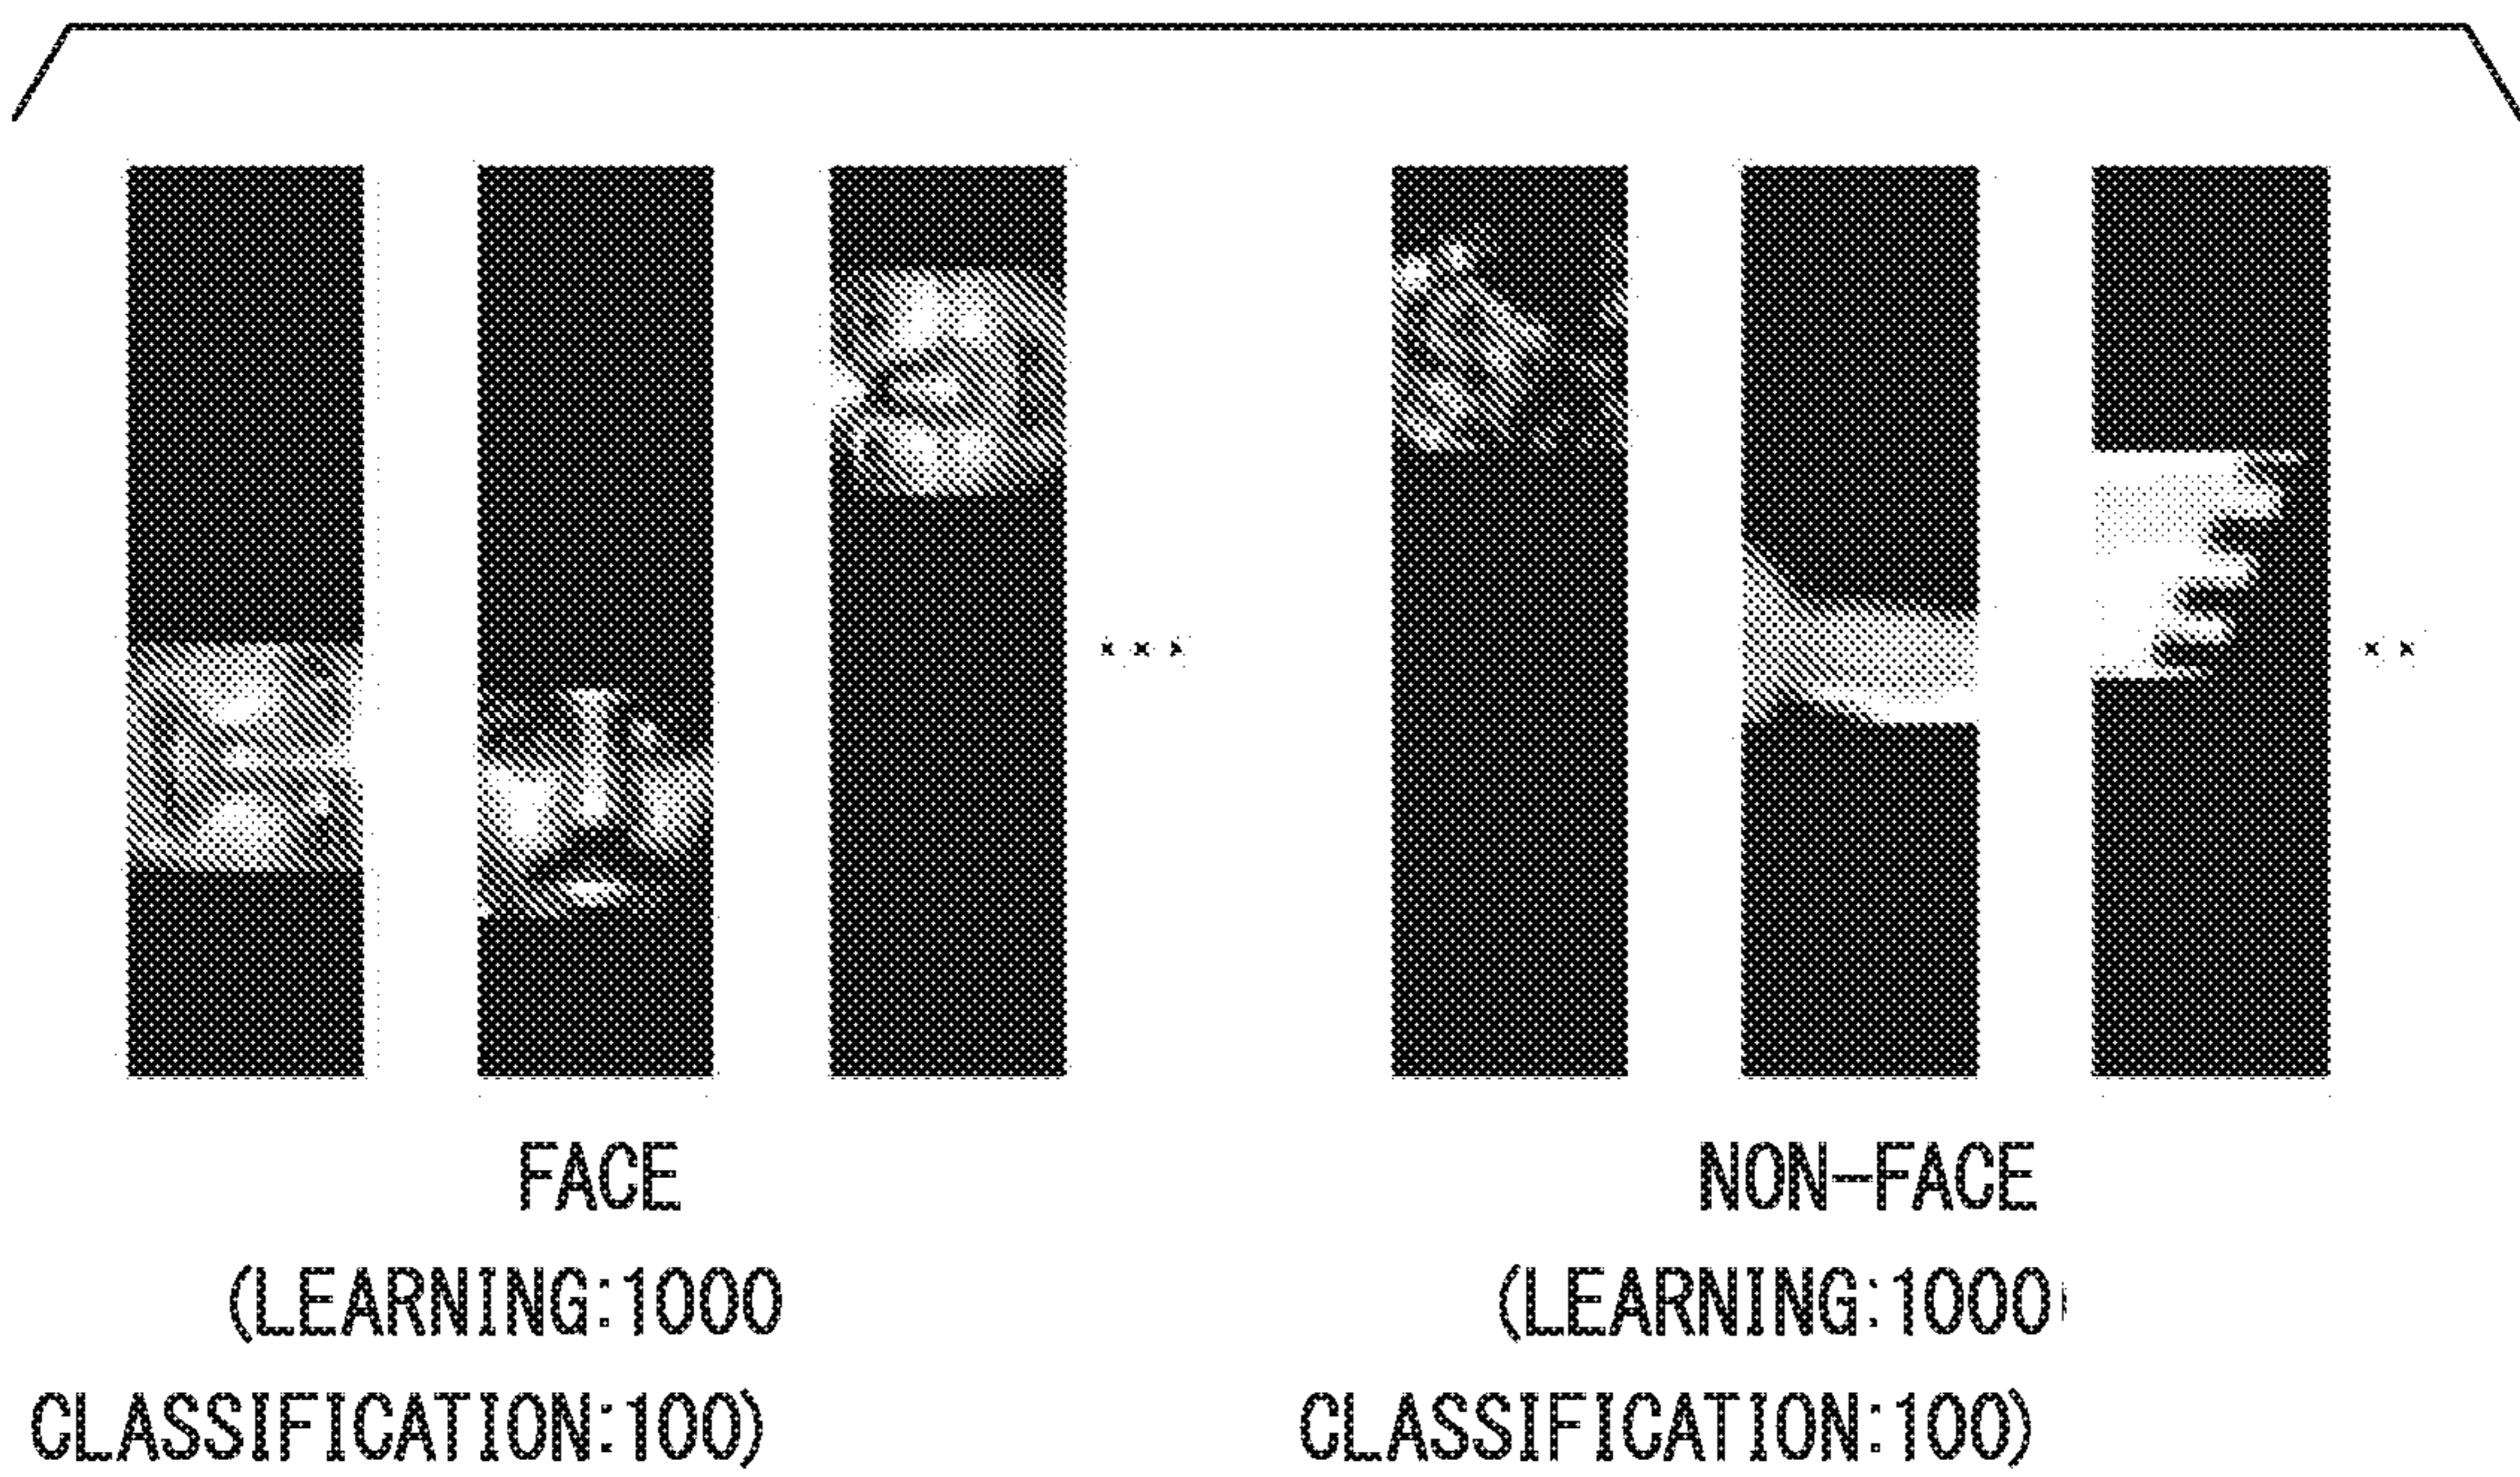 FACE
(LEARNING:1000
CLASSIFICATION:100)
NON-FACE
(LEARNING:1000
CLASSIFICATION:100)